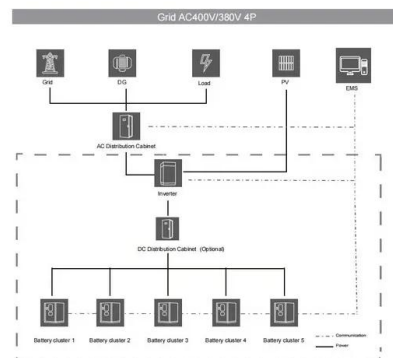 Grid AC400V/380V 4P
Grid
DG
Load
PV
EMS
AC Distribution Cabinet
Inverter
DC Distribution Cabinet (Optional)
Battery cluster 1
Battery cluster 2
Battery cluster 3
Battery cluster 4
Battery cluster 5
Communication
Power